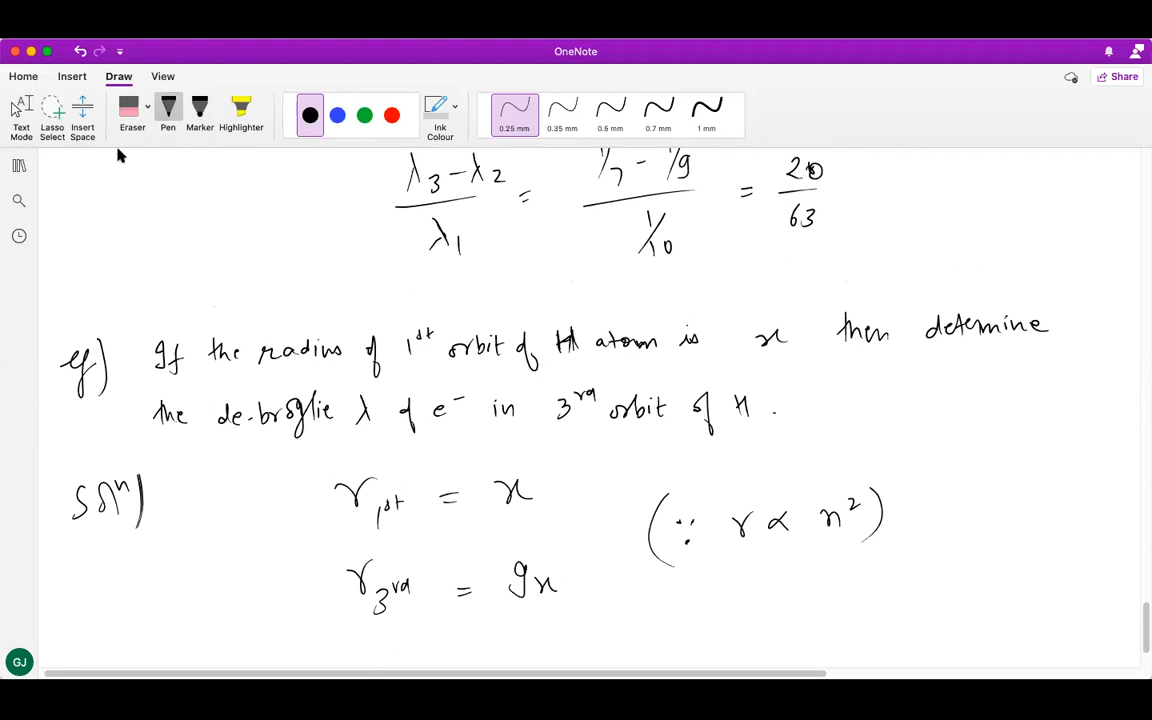 OneNote
Home Insert Draw View Share
Text Mode Lasso Select Insert Space Eraser Pen Marker Highlighter Ink Colour 0.25 mm 0.35 mm 0.5 mm 0.7 mm 1 mm
λ3 − λ2 / λ1 = 1/7 − 1/9 / 1/10 = 20/63
eg) If the radius of 1st orbit of H atom is x then determine
the de-broglie λ of e⁻ in 3rd orbit of H.
Solⁿ) r1st = x (∵ r ∝ n²)
r3rd = 9x
GJ